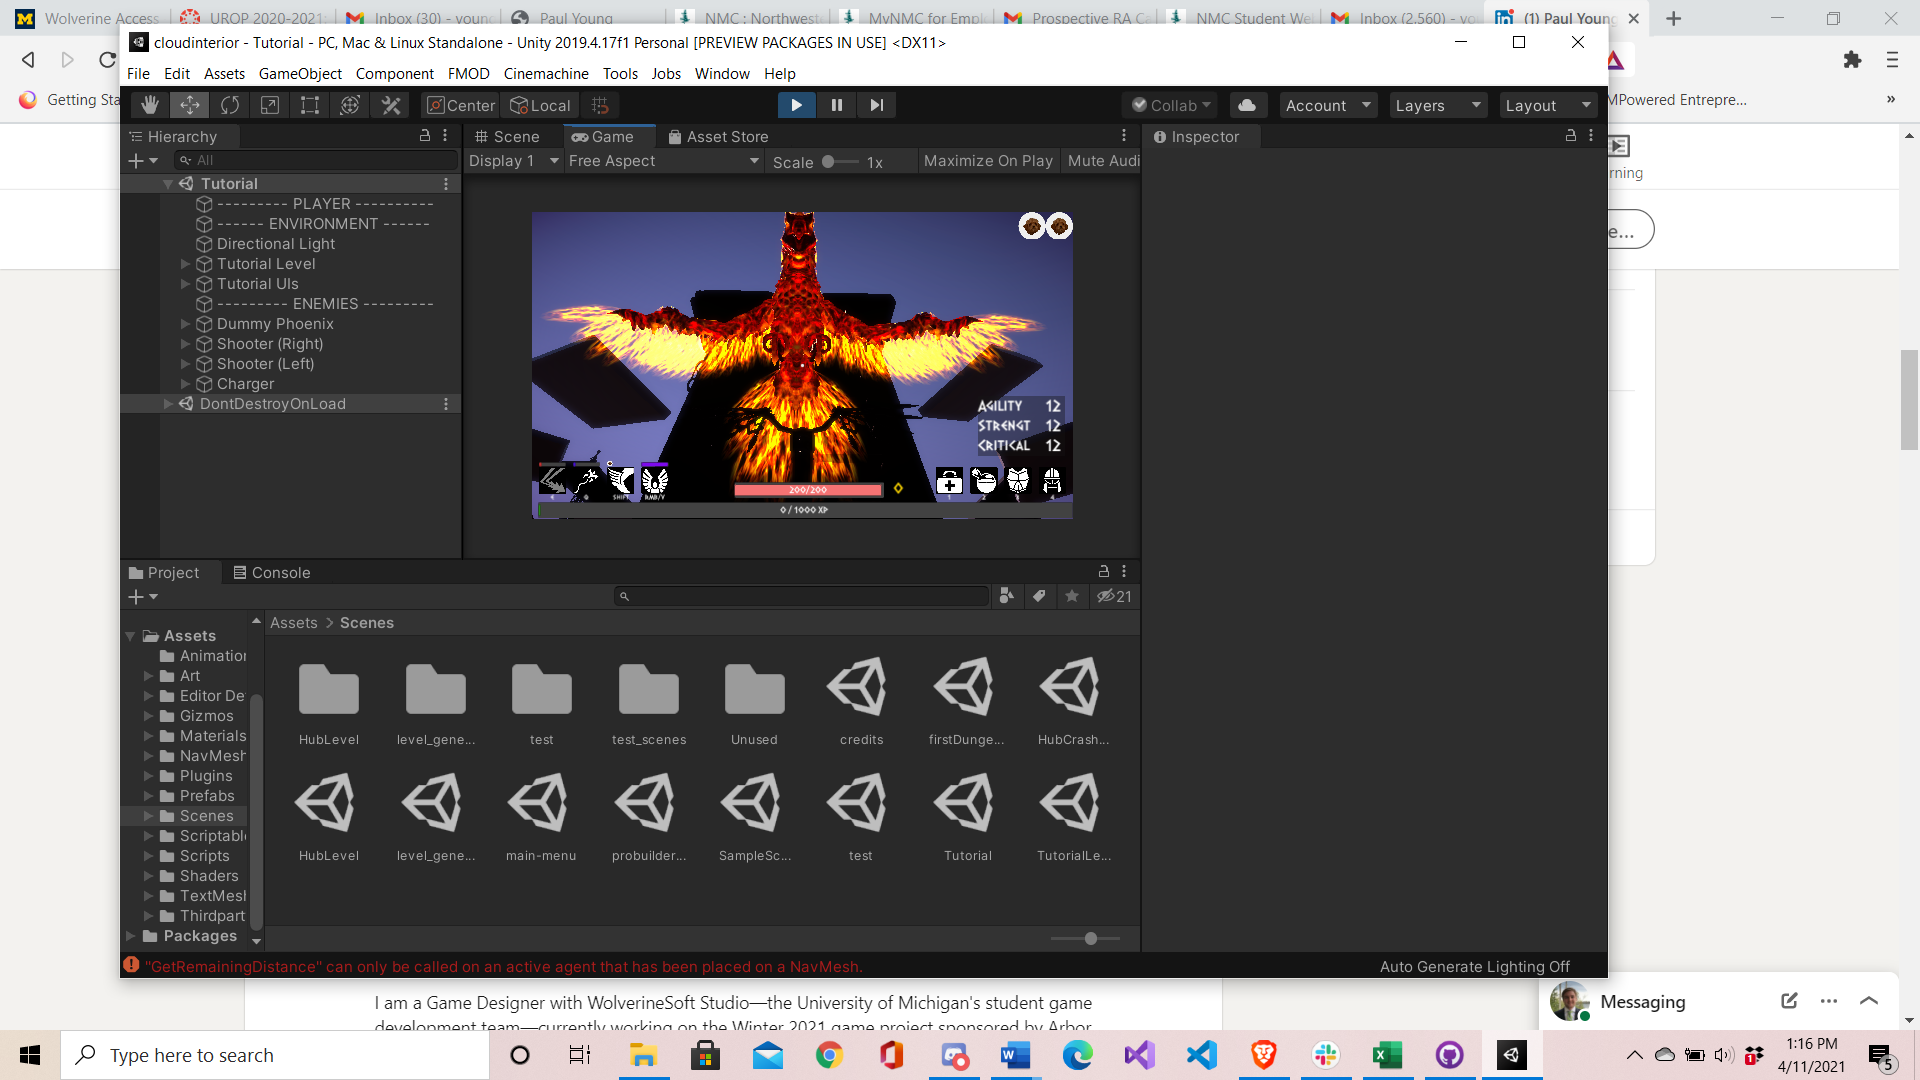 Wolverine Access
UROP 2020-2021:
Inbox (30) - youn
Paul Young
NMC : Northweste
MyNMC for Emplo
Prospective RA Ca
NMC Student Wel
Inbox (2,560) - yo
(1) Paul Young
cloudinterior - Tutorial - PC, Mac & Linux Standalone - Unity 2019.4.17f1 Personal [PREVIEW PACKAGES IN USE] <DX11>
File Edit Assets GameObject Component FMOD Cinemachine Tools Jobs Window Help
Getting Sta
MPowered Entrepre...
»
Center Local
Collab Account Layers Layout
Hierarchy
Scene Game Asset Store
Inspector
All
Display 1 Free Aspect Scale 1x Maximize On Play Mute Audi
rning
Tutorial
--------- PLAYER ----------
------ ENVIRONMENT ------
Directional Light
Tutorial Level
Tutorial UIs
--------- ENEMIES ---------
Dummy Phoenix
Shooter (Right)
Shooter (Left)
Charger
DontDestroyOnLoad
e...
AGILITY 12
STRENGT 12
CRITICAL 12
SHIFT RMB/V
200/200
0 / 1000 XP
Project Console
21
Assets > Scenes
Assets
Animation
Art
Editor De
Gizmos
Materials
NavMesh
Plugins
Prefabs
Scenes
Scriptabl
Scripts
Shaders
TextMesh
Thirdpart
Packages
HubLevel level_gene... test test_scenes Unused credits firstDunge... HubCrash...
HubLevel level_gene... main-menu probuilder... SampleSc... test Tutorial TutorialLe...
"GetRemainingDistance" can only be called on an active agent that has been placed on a NavMesh.
Auto Generate Lighting Off
I am a Game Designer with WolverineSoft Studio—the University of Michigan's student game
development team—currently working on the Winter 2021 game project sponsored by Arbor
Messaging
Type here to search
1:16 PM
4/11/2021
5